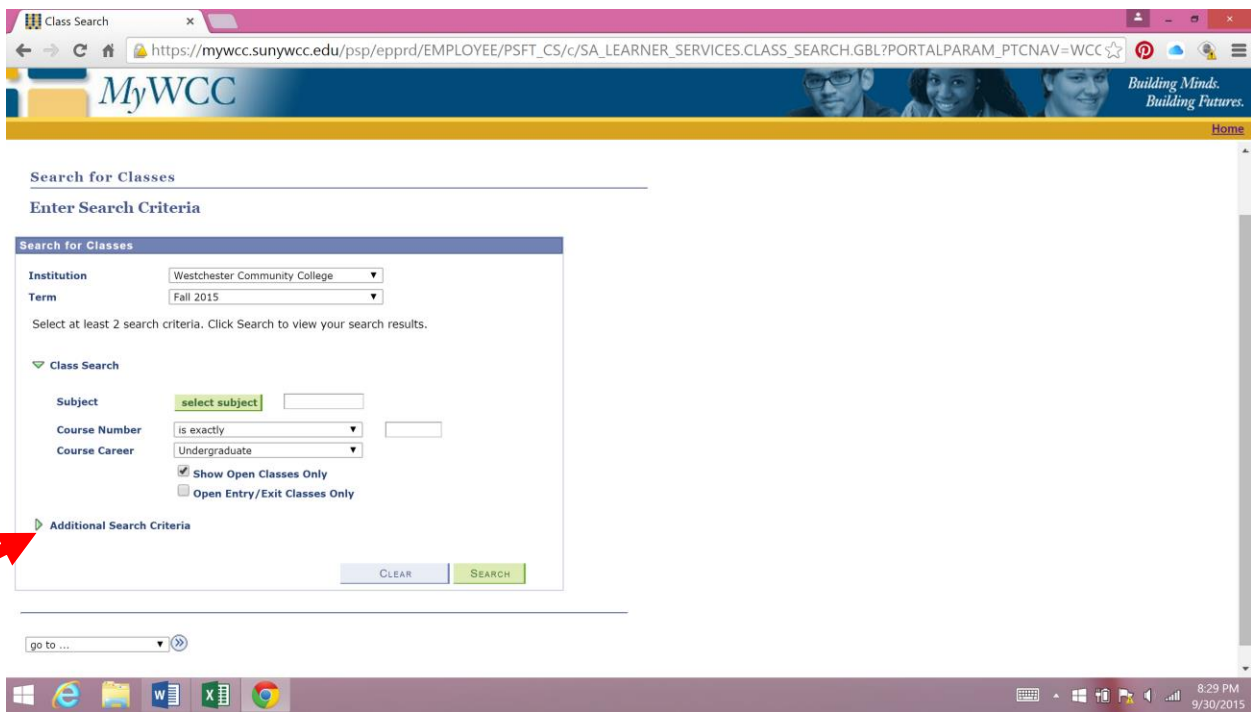 Class Search
https://mywcc.sunywcc.edu/psp/epprd/EMPLOYEE/PSFT_CS/c/SA_LEARNER_SERVICES.CLASS_SEARCH.GBL?PORTALPARAM_PTCNAV=WCC
MyWCC
Building Minds.
Building Futures.
Home
Search for Classes
Enter Search Criteria
Search for Classes
Institution Westchester Community College
Term Fall 2015
Select at least 2 search criteria. Click Search to view your search results.
Class Search
Subject select subject
Course Number is exactly
Course Career Undergraduate
Show Open Classes Only
Open Entry/Exit Classes Only
Additional Search Criteria
CLEAR SEARCH
go to ...
8:29 PM
9/30/2015